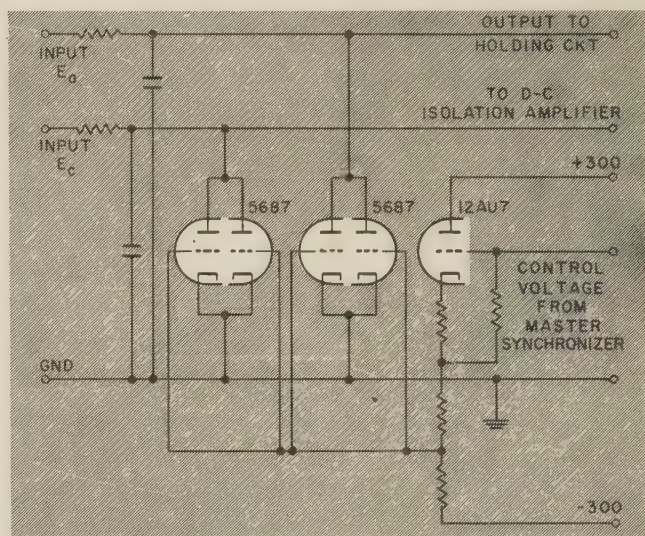 OUTPUT TO
HOLDING CKT
INPUT
Ea
TO D-C
ISOLATION AMPLIFIER
INPUT
Ec
+300
5687
5687
12AU7
CONTROL
VOLTAGE
FROM
MASTER
SYNCHRONIZER
GND
-300